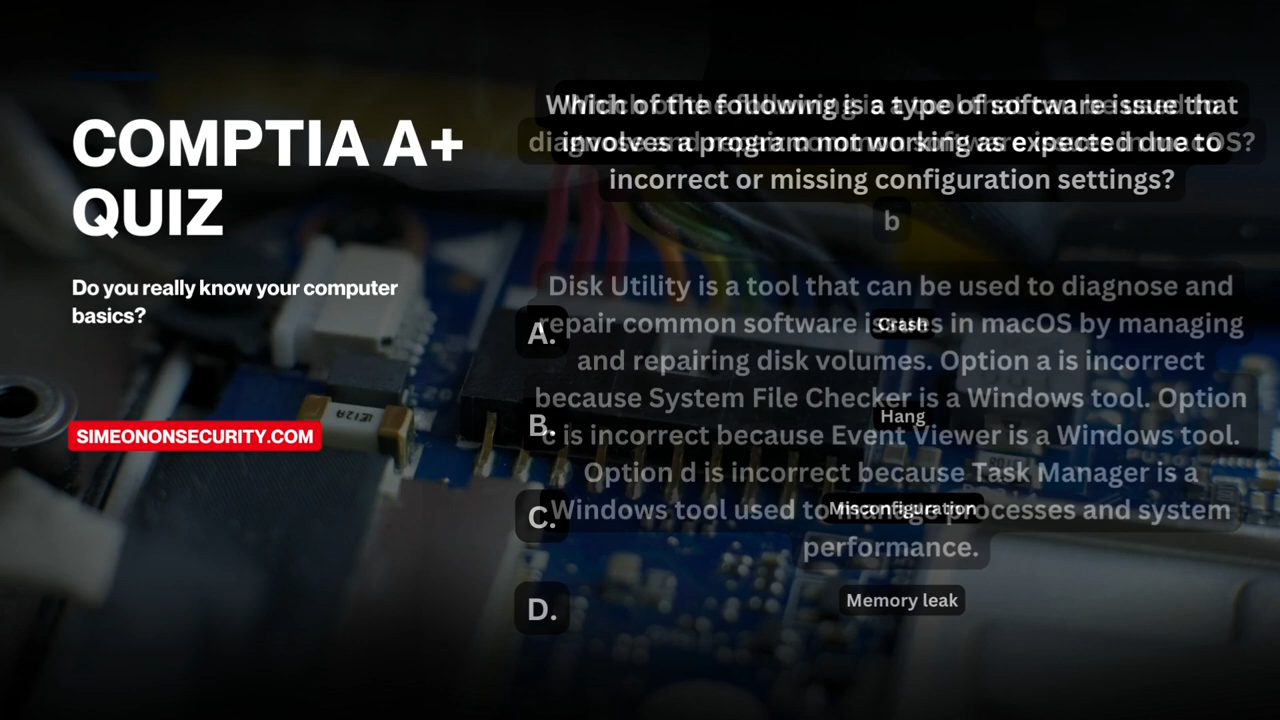 COMPTIA A+
QUIZ
Do you really know your computer
basics?
SIMEONONSECURITY.COM
Which of the following is a type of software issue that
involves a program not working as expected due to
incorrect or missing configuration settings?
b
Disk Utility is a tool that can be used to diagnose and
repair common software issues in macOS by managing
and repairing disk volumes. Option a is incorrect
because System File Checker is a Windows tool. Option
c is incorrect because Event Viewer is a Windows tool.
Option d is incorrect because Task Manager is a
Windows tool used to manage processes and system
performance.
A.
Crash
B.
Hang
C.
Misconfiguration
D.
Memory leak